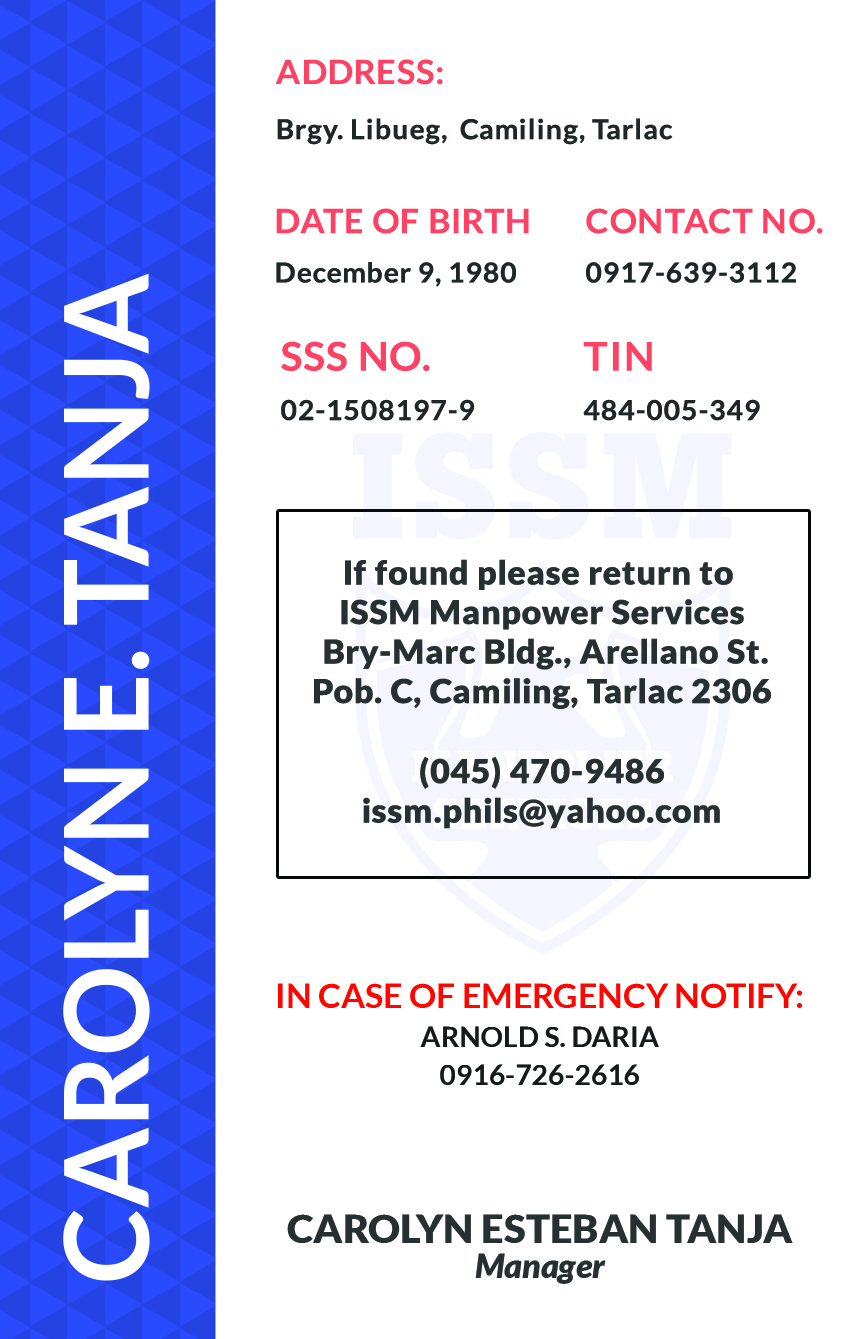 CAROLYN E. TANJA
ADDRESS:
Brgy. Libueg, Camiling, Tarlac
DATE OF BIRTH
December 9, 1980
CONTACT NO.
0917-639-3112
SSS NO.
02-1508197-9
TIN
484-005-349
ISSM
If found please return to
ISSM Manpower Services
Bry-Marc Bldg., Arellano St.
Pob. C, Camiling, Tarlac 2306
(045) 470-9486
issm.phils@yahoo.com
IN CASE OF EMERGENCY NOTIFY:
ARNOLD S. DARIA
0916-726-2616
CAROLYN ESTEBAN TANJA
Manager